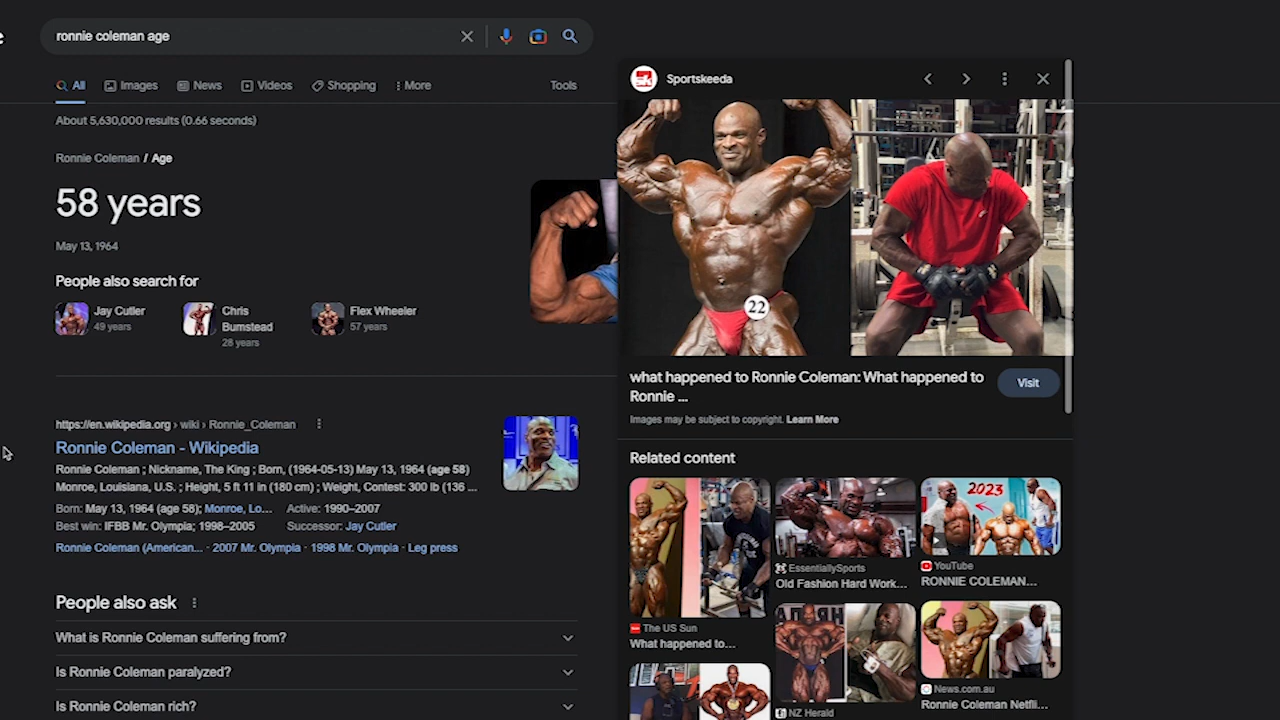 ronnie coleman age
All
Images
News
Videos
Shopping
More
Tools
About 5,630,000 results (0.66 seconds)
Ronnie Coleman / Age
58 years
May 13, 1964
People also search for
Jay Cutler
49 years
Chris
Bumstead
28 years
Flex Wheeler
57 years
https://en.wikipedia.org › wiki › Ronnie_Coleman
Ronnie Coleman - Wikipedia
Ronnie Coleman ; Nickname, The King ; Born, (1964-05-13) May 13, 1964 (age 58)
Monroe, Louisiana, U.S. ; Height, 5 ft 11 in (180 cm) ; Weight, Contest: 300 lb (136 ...
Born: May 13, 1964 (age 58); Monroe, Lo... Active: 1990–2007
Best win: IFBB Mr. Olympia; 1998–2005 Successor: Jay Cutler
Ronnie Coleman (American... · 2007 Mr. Olympia · 1998 Mr. Olympia · Leg press
People also ask
What is Ronnie Coleman suffering from?
Is Ronnie Coleman paralyzed?
Is Ronnie Coleman rich?
Sportskeeda
22
what happened to Ronnie Coleman: What happened to
Ronnie ...
Visit
Images may be subject to copyright. Learn More
Related content
The US Sun
What happened to...
EssentiallySports
Old Fashion Hard Work...
NZ Herald
2023
YouTube
RONNIE COLEMAN...
News.com.au
Ronnie Coleman Netfli...